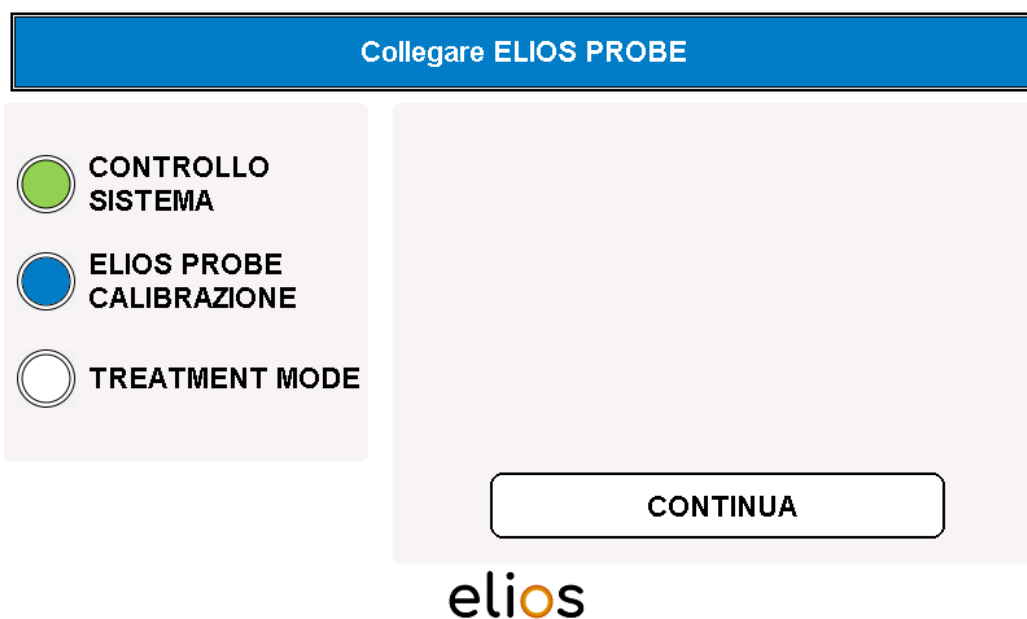 Collegare ELIOS PROBE
CONTROLLO
SISTEMA
ELIOS PROBE
CALIBRAZIONE
TREATMENT MODE
CONTINUA
elios